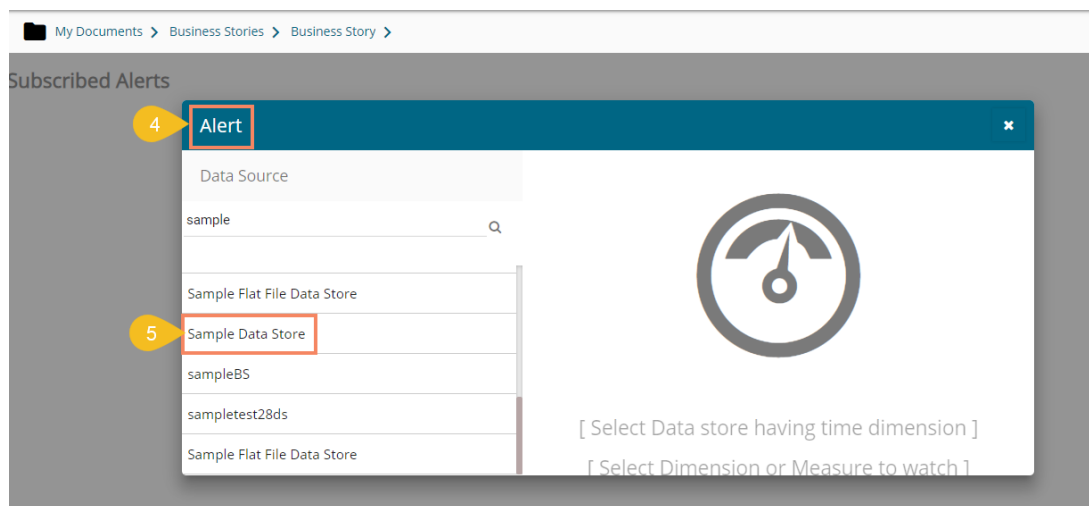 My Documents > Business Stories > Business Story >
Subscribed Alerts
4
Alert
Data Source
sample
Sample Flat File Data Store
5
Sample Data Store
sampleBS
sampletest28ds
Sample Flat File Data Store
[ Select Data store having time dimension ]
[ Select Dimension or Measure to watch ]